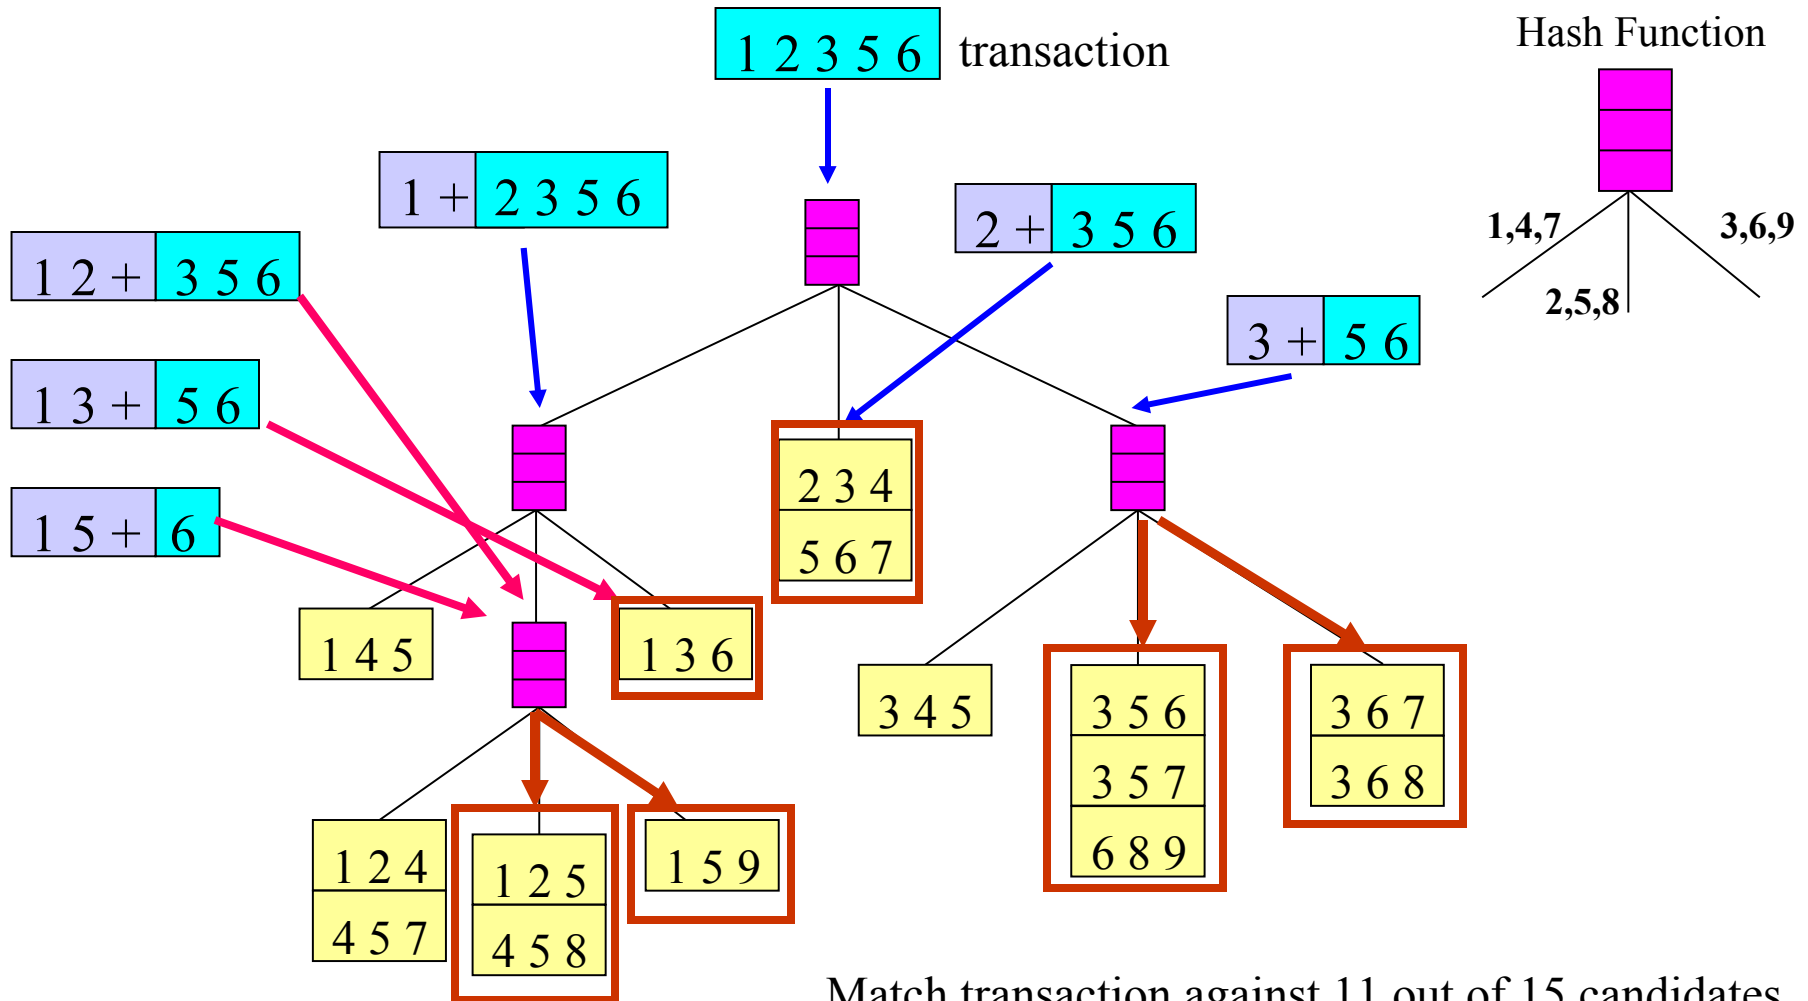 1 2 3 5 6 transaction
Hash Function
1 + 2 3 5 6
2 + 3 5 6
1,4,7
3,6,9
2,5,8
1 2 + 3 5 6
3 + 5 6
1 3 + 5 6
1 5 + 6
2 3 4
5 6 7
1 4 5
1 3 6
3 4 5
3 5 6
3 5 7
6 8 9
3 6 7
3 6 8
1 2 4
4 5 7
1 2 5
4 5 8
1 5 9
Match transaction against 11 out of 15 candidates